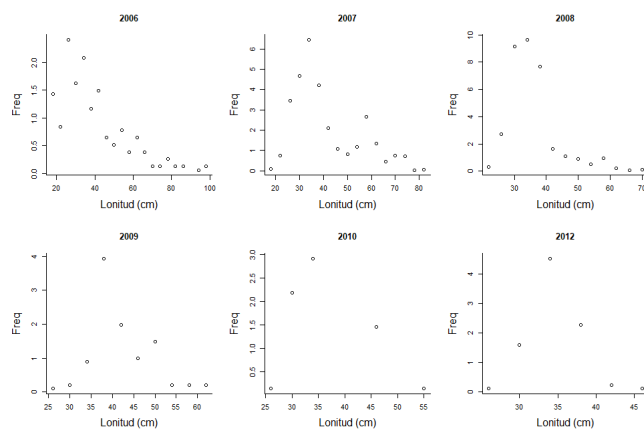 2006
2007
2008
Freq
0.0 0.5 1.0 1.5 2.0
20 40 60 80 100
Lonitud (cm)
Freq
0 1 2 3 4 5 6
20 30 40 50 60 70 80
Lonitud (cm)
Freq
0 2 4 6 8 10
30 40 50 60 70
Lonitud (cm)
2009
2010
2012
Freq
0 1 2 3 4
25 30 35 40 45 50 55 60
Lonitud (cm)
Freq
0.5 1.0 1.5 2.0 2.5 3.0
25 30 35 40 45 50 55
Lonitud (cm)
Freq
0 1 2 3 4
30 35 40 45
Lonitud (cm)